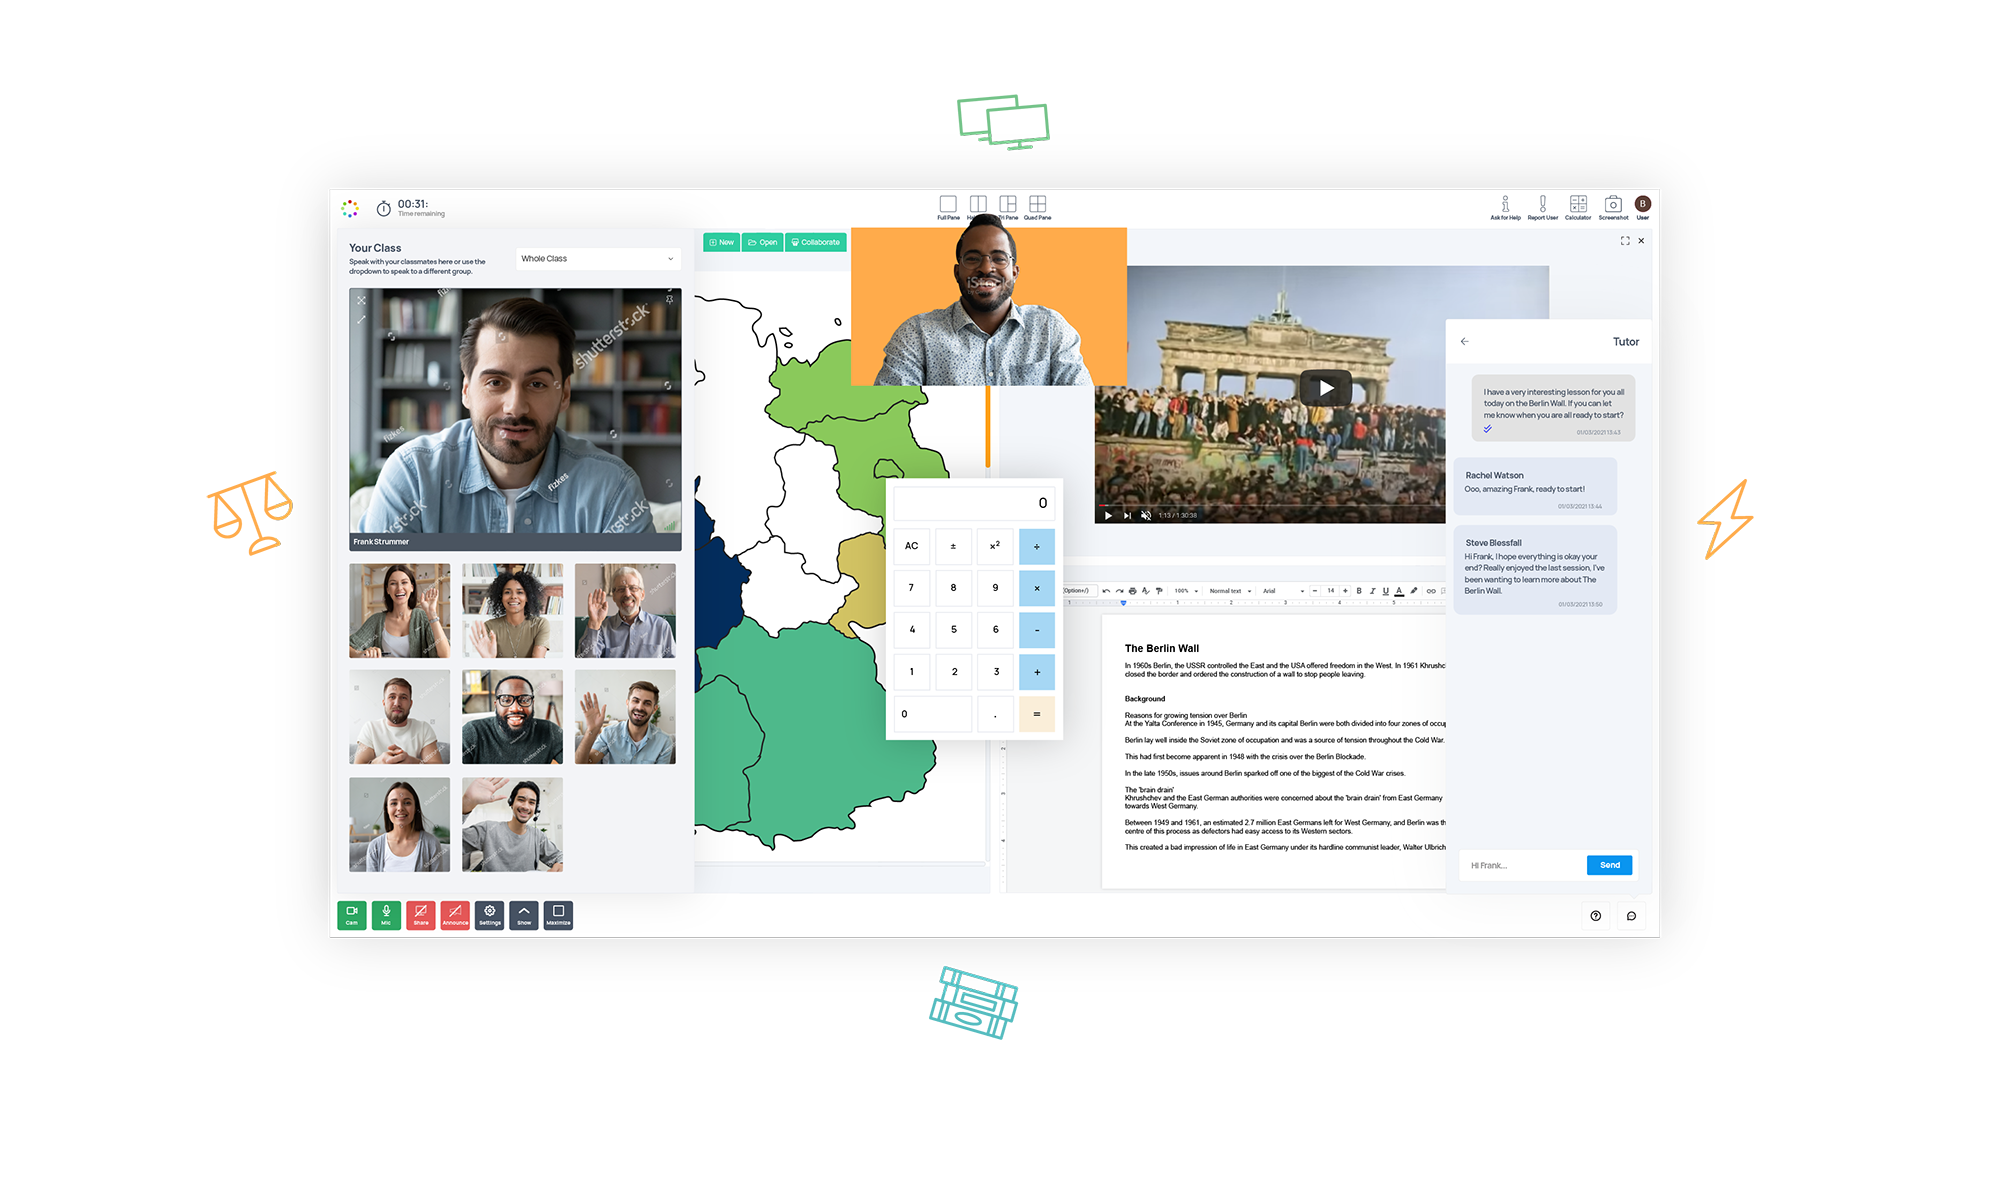 00:31:
Time remaining
Full Pane
Tri Pane
Quad Pane
Ask for Help
Report User
Calculator
Screenshot
B
User
Your Class
Speak with your classmates here or use the
dropdown to speak to a different group.
Whole Class
New
Open
Collaborate
fizkes
shutterstock
fizkes
fizkes
Frank Strummer
iStock
1:13 / 1:30:38
Tutor
I have a very interesting lesson for you all
today on the Berlin Wall. If you can let
me know when you are all ready to start?
01/03/2021 13:43
Rachel Watson
Ooo, amazing Frank, ready to start!
01/03/2021 13:44
Steve Blessfall
Hi Frank, I hope everything is okay your
end? Really enjoyed the last session, I've
been wanting to learn more about The
Berlin Wall.
01/03/2021 13:50
Hi Frank...
Send
0
AC ± x² ÷
7 8 9 ×
4 5 6 -
1 2 3 +
0 . =
(Option+/) 100% Normal text Arial 14 B I U A
The Berlin Wall
In 1960s Berlin, the USSR controlled the East and the USA offered freedom in the West. In 1961 Khrushc
closed the border and ordered the construction of a wall to stop people leaving.
Background
Reasons for growing tension over Berlin
At the Yalta Conference in 1945, Germany and its capital Berlin were both divided into four zones of occup
Berlin lay well inside the Soviet zone of occupation and was a source of tension throughout the Cold War.
This had first become apparent in 1948 with the crisis over the Berlin Blockade.
In the late 1950s, issues around Berlin sparked off one of the biggest of the Cold War crises.
The 'brain drain'
Khrushchev and the East German authorities were concerned about the 'brain drain' from East Germany
towards West Germany.
Between 1949 and 1961, an estimated 2.7 million East Germans left for West Germany, and Berlin was th
centre of this process as defectors had easy access to its Western sectors.
This created a bad impression of life in East Germany under its hardline communist leader, Walter Ulbrich
Cam
Mic
Share
Announce
Settings
Show
Maximize